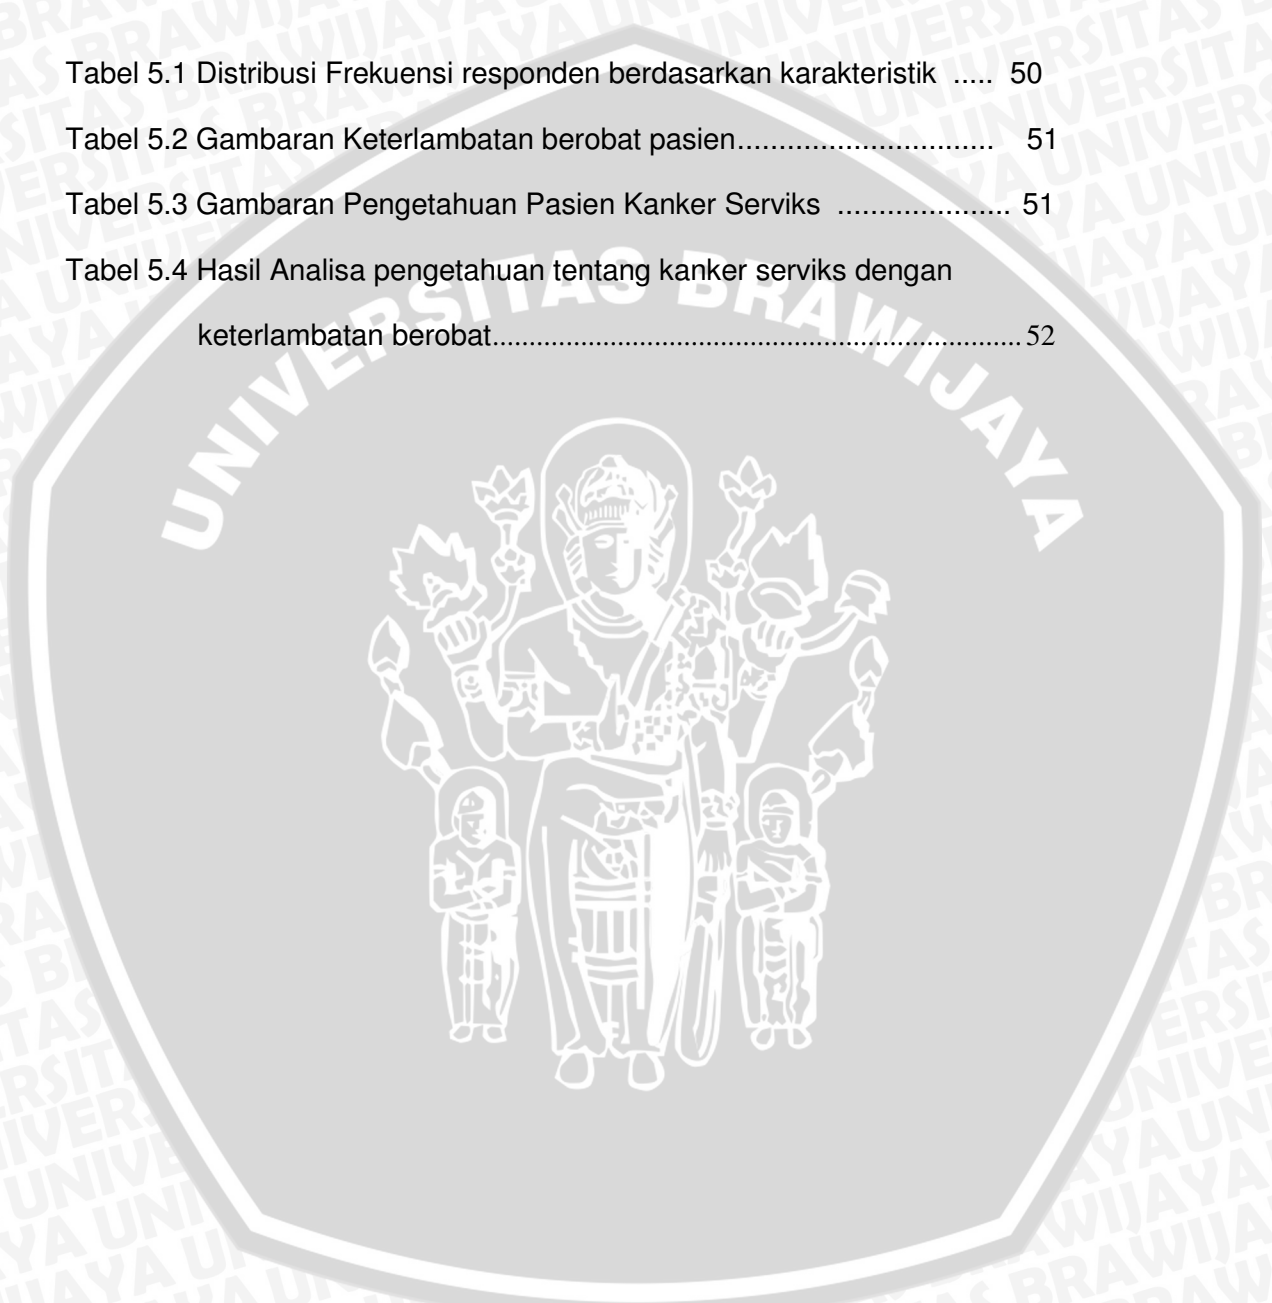 Tabel 5.1 Distribusi Frekuensi responden berdasarkan karakteristik ..... 50
Tabel 5.2 Gambaran Keterlambatan berobat pasien............................. 51
Tabel 5.3 Gambaran Pengetahuan Pasien Kanker Serviks .................... 51
Tabel 5.4 Hasil Analisa pengetahuan tentang kanker serviks dengan
keterlambatan berobat........................................................................ 52
UNIVERSITAS BRAWIJAYA